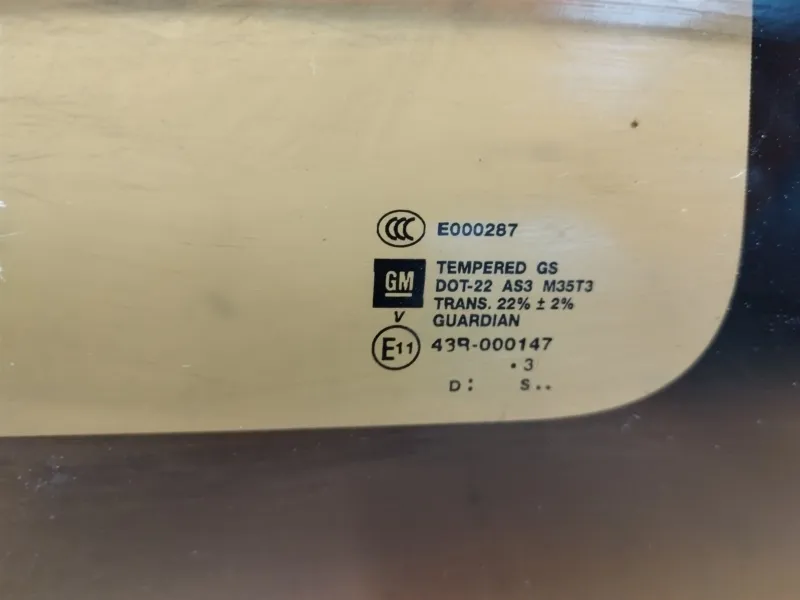 CCC E000287
GM TEMPERED GS
DOT-22 AS3 M35T3
TRANS. 22% ± 2%
V GUARDIAN
E11 43R-000147
• 3
D: S..